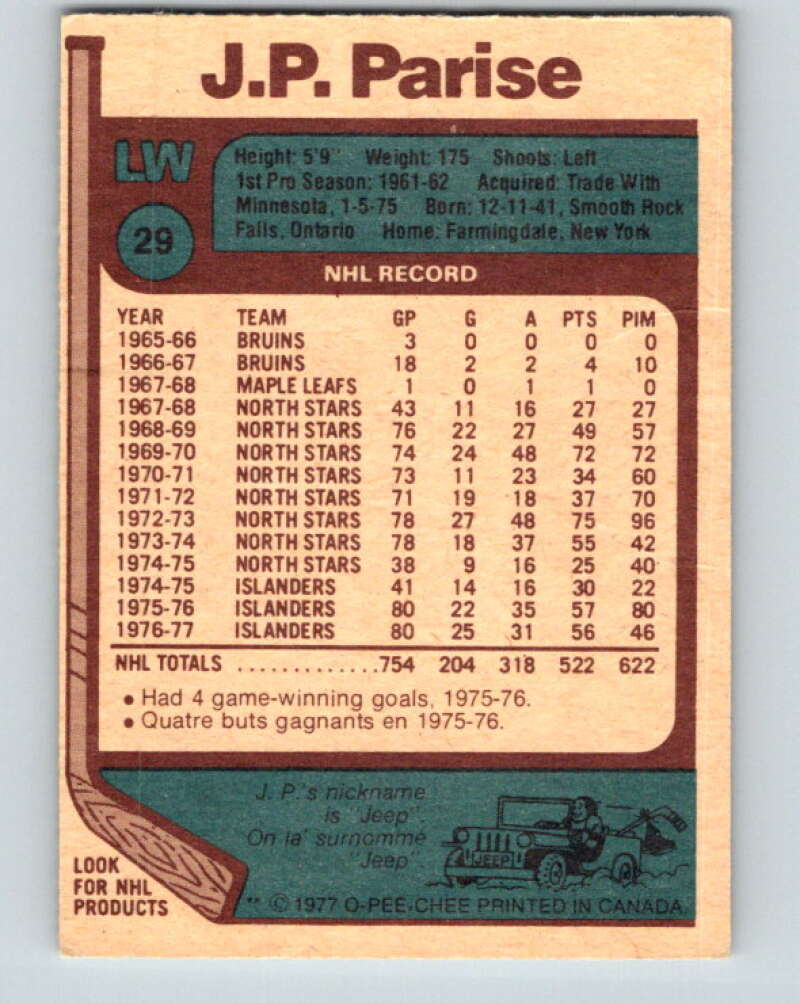 J.P. Parise
LW
29
Height: 5'9" Weight: 175 Shoots: Left
1st Pro Season: 1961-62 Acquired: Trade With
Minnesota, 1-5-75 Born: 12-11-41, Smooth Rock
Falls, Ontario Home: Farmingdale, New York
NHL RECORD
YEAR TEAM GP G A PTS PIM
1965-66 BRUINS 3 0 0 0 0
1966-67 BRUINS 18 2 2 4 10
1967-68 MAPLE LEAFS 1 0 1 1 0
1967-68 NORTH STARS 43 11 16 27 27
1968-69 NORTH STARS 76 22 27 49 57
1969-70 NORTH STARS 74 24 48 72 72
1970-71 NORTH STARS 73 11 23 34 60
1971-72 NORTH STARS 71 19 18 37 70
1972-73 NORTH STARS 78 27 48 75 96
1973-74 NORTH STARS 78 18 37 55 42
1974-75 NORTH STARS 38 9 16 25 40
1974-75 ISLANDERS 41 14 16 30 22
1975-76 ISLANDERS 80 22 35 57 80
1976-77 ISLANDERS 80 25 31 56 46
NHL TOTALS .............754 204 318 522 622
• Had 4 game-winning goals, 1975-76.
• Quatre buts gagnants en 1975-76.
J. P.'s nickname
is "Jeep".
On la' surnommé
"Jeep".
JEEP
LOOK
FOR NHL
PRODUCTS
** © 1977 O-PEE-CHEE PRINTED IN CANADA.